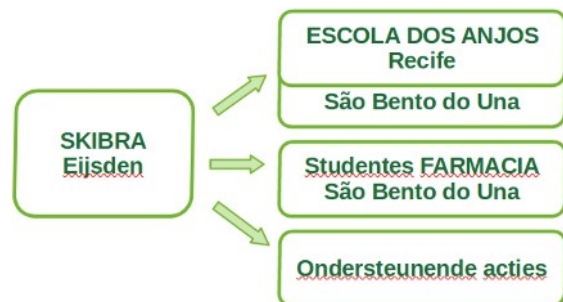 SKIBRA
Eijsden
ESCOLA DOS ANJOS
Recife
São Bento do Una
Studentes FARMACIA
São Bento do Una
Ondersteunende acties